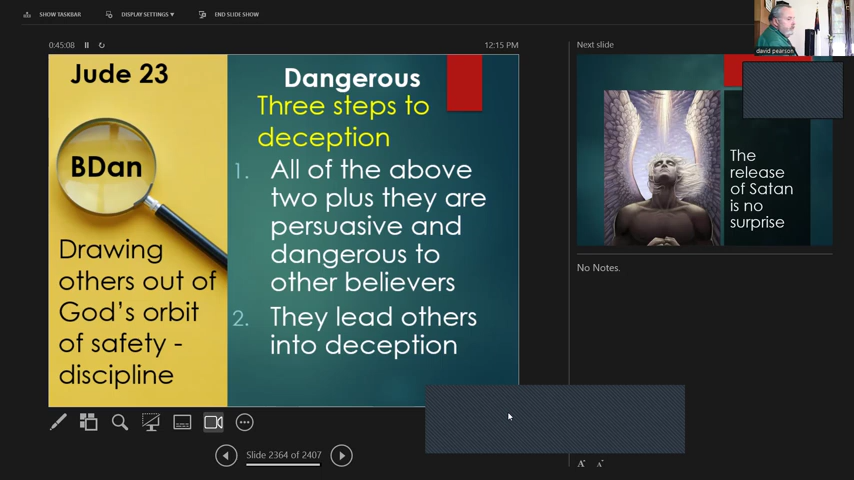 SHOW TASKBAR
DISPLAY SETTINGS ▼
END SLIDE SHOW
david pearson
0:45:08
12:15 PM
Jude 23
BDan
Drawing
others out of
God's orbit
of safety -
discipline
Dangerous
Three steps to
deception
1. All of the above
two plus they are
persuasive and
dangerous to
other believers
2. They lead others
into deception
Slide 2364 of 2407
Next slide
The
release
of Satan
is no
surprise
No Notes.
A A